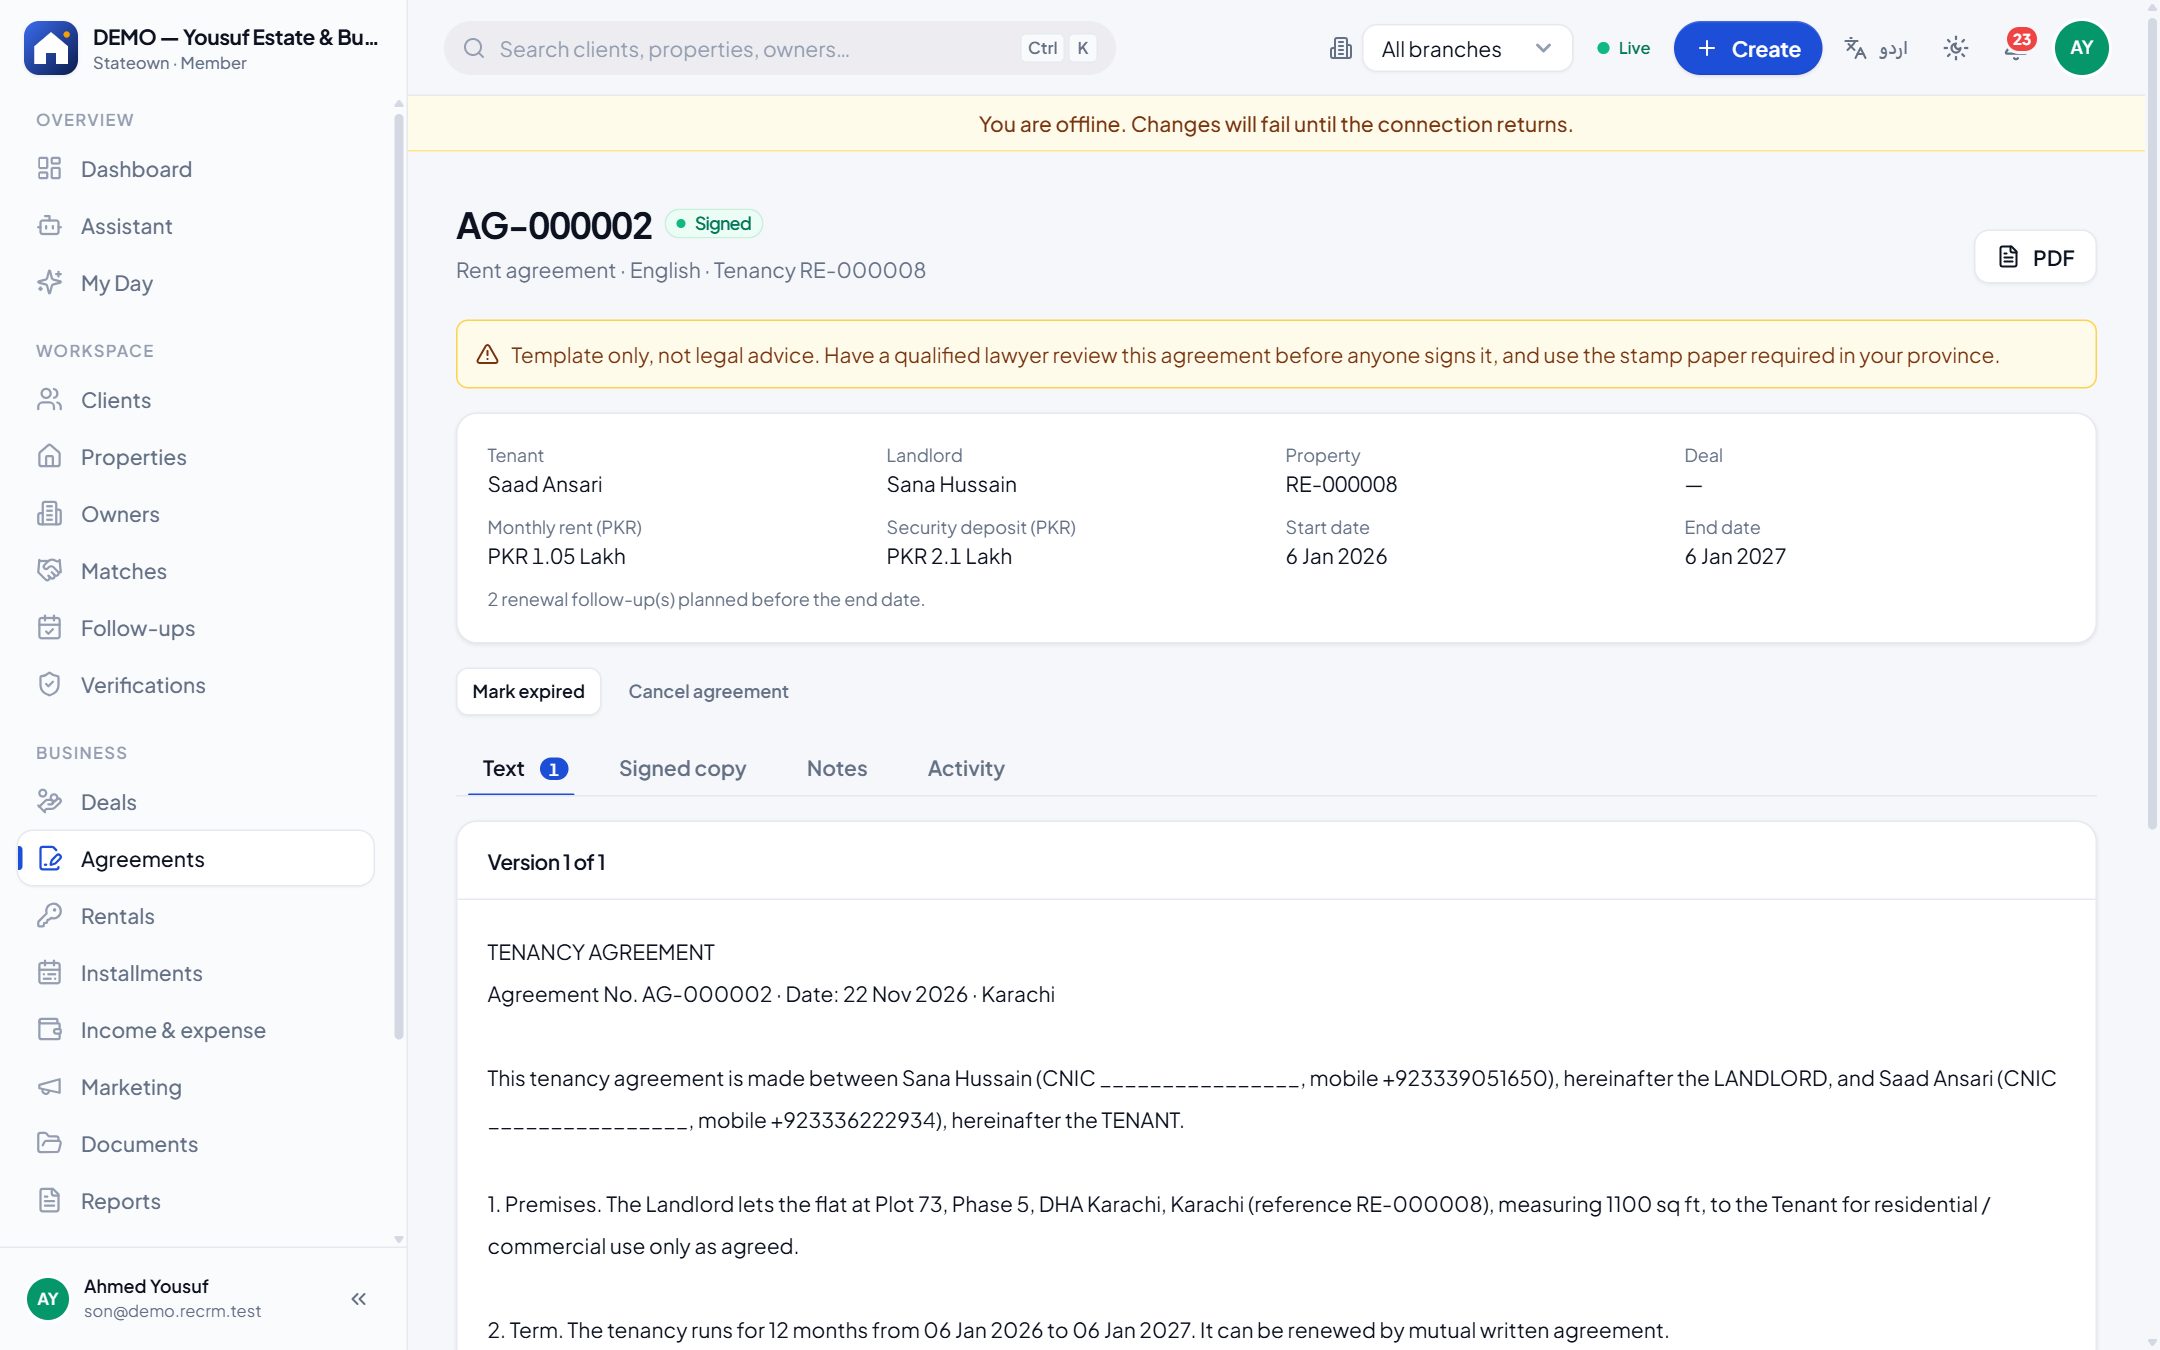 DEMO — Yousuf Estate & Bu...
Stateown · Member
Search clients, properties, owners...
Ctrl K
All branches
Live
+ Create
اردو
23
AY
OVERVIEW
Dashboard
Assistant
My Day
WORKSPACE
Clients
Properties
Owners
Matches
Follow-ups
Verifications
BUSINESS
Deals
Agreements
Rentals
Installments
Income & expense
Marketing
Documents
Reports
AY
Ahmed Yousuf
son@demo.recrm.test
You are offline. Changes will fail until the connection returns.
AG-000002 Signed
Rent agreement · English · Tenancy RE-000008
PDF
Template only, not legal advice. Have a qualified lawyer review this agreement before anyone signs it, and use the stamp paper required in your province.
Tenant Landlord Property Deal
Saad Ansari Sana Hussain RE-000008 —
Monthly rent (PKR) Security deposit (PKR) Start date End date
PKR 1.05 Lakh PKR 2.1 Lakh 6 Jan 2026 6 Jan 2027
2 renewal follow-up(s) planned before the end date.
Mark expired Cancel agreement
Text 1 Signed copy Notes Activity
Version 1 of 1
TENANCY AGREEMENT
Agreement No. AG-000002 · Date: 22 Nov 2026 · Karachi
This tenancy agreement is made between Sana Hussain (CNIC ________________, mobile +923339051650), hereinafter the LANDLORD, and Saad Ansari (CNIC
________________, mobile +923336222934), hereinafter the TENANT.
1. Premises. The Landlord lets the flat at Plot 73, Phase 5, DHA Karachi, Karachi (reference RE-000008), measuring 1100 sq ft, to the Tenant for residential /
commercial use only as agreed.
2. Term. The tenancy runs for 12 months from 06 Jan 2026 to 06 Jan 2027. It can be renewed by mutual written agreement.